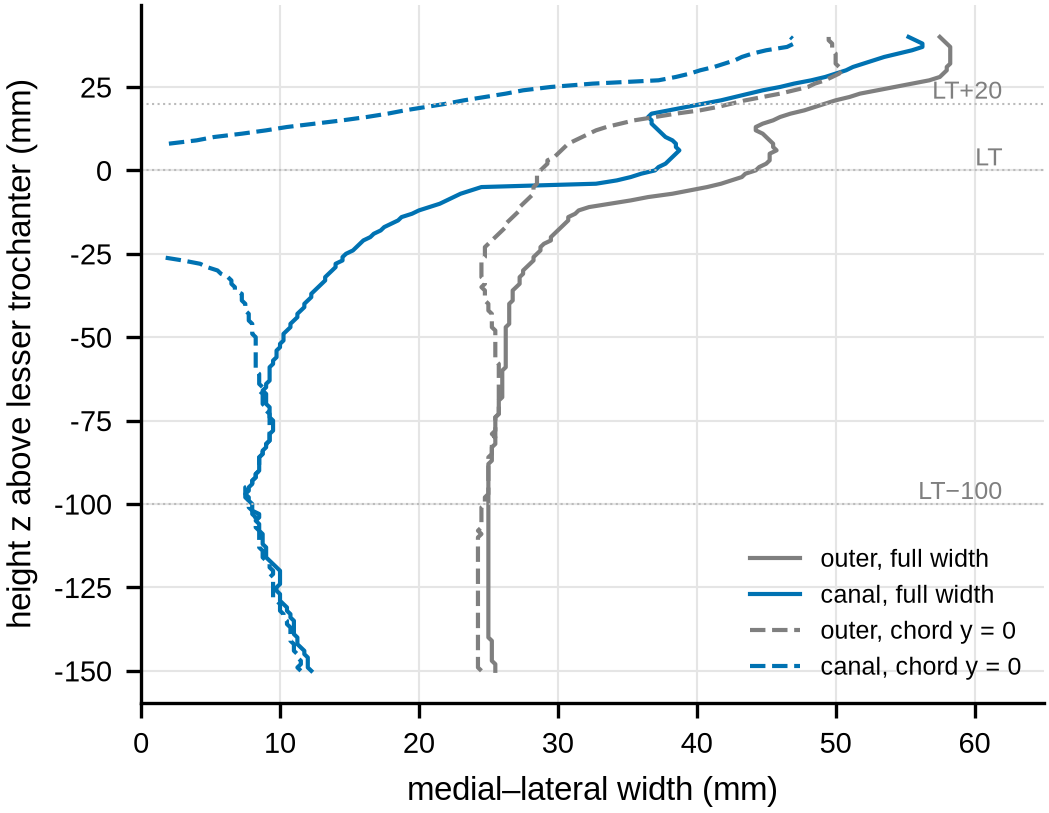 height z above lesser trochanter (mm)
25
0
-25
-50
-75
-100
-125
-150
LT+20
LT
LT−100
outer, full width
canal, full width
outer, chord y = 0
canal, chord y = 0
0 10 20 30 40 50 60
medial–lateral width (mm)